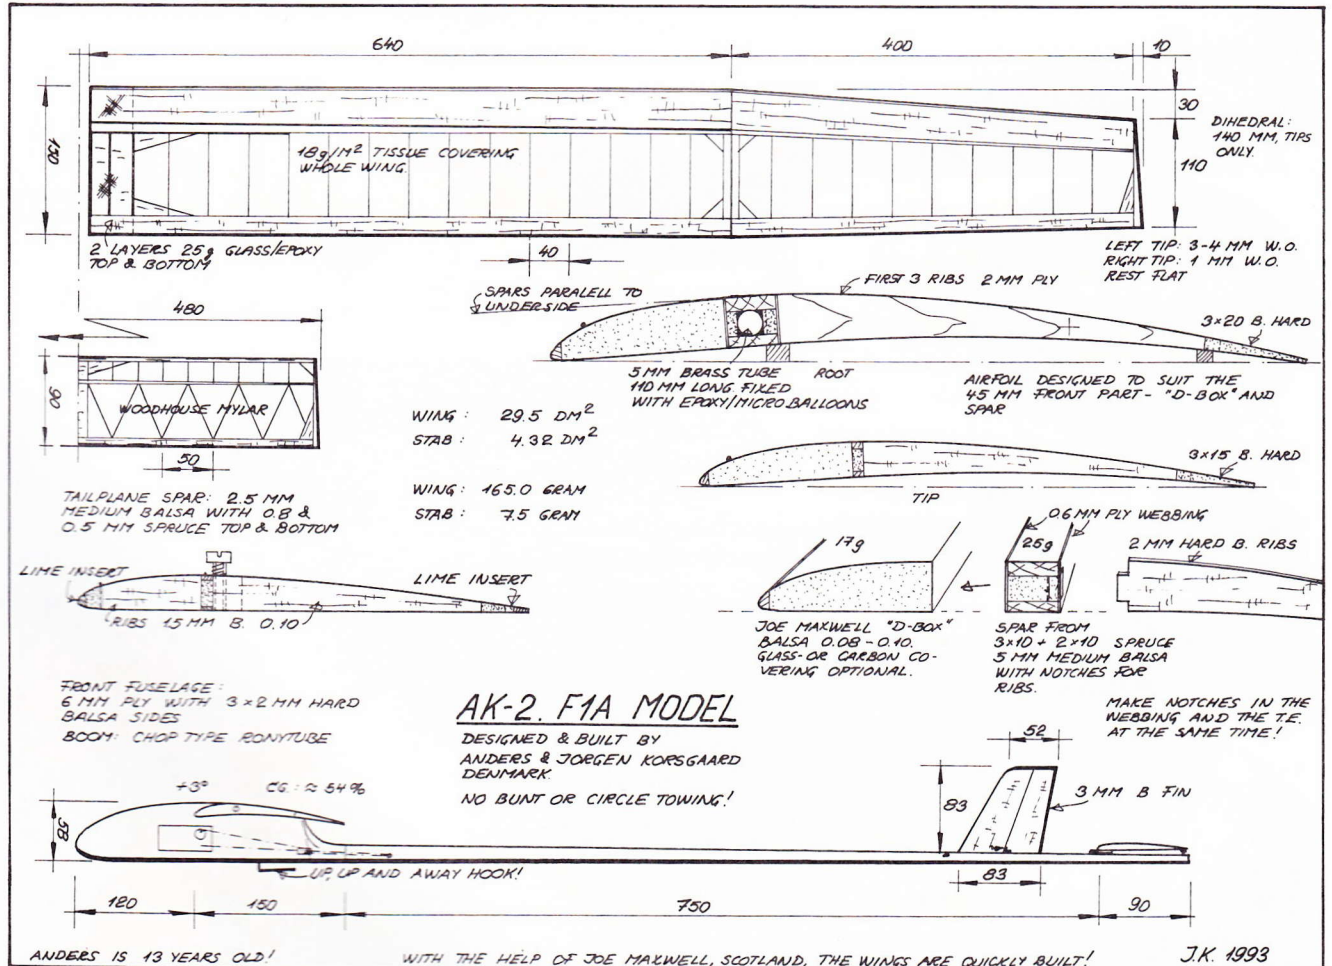 640
400
10
30
150
110
DIHEDRAL:
140 MM, TIPS
ONLY.
18g/M² TISSUE COVERING
WHOLE WING.
2 LAYERS 25g GLASS/EPOXY
TOP & BOTTOM
40
LEFT TIP: 3-4 MM W.O.
RIGHT TIP: 1 MM W.O.
REST FLAT
SPARS PARALELL TO
UNDERSIDE
FIRST 3 RIBS 2 MM PLY
3×20 B. HARD
5 MM BRASS TUBE
110 MM LONG FIXED
WITH EPOXY/MICROBALLOONS
ROOT
AIRFOIL DESIGNED TO SUIT THE
45 MM FRONT PART - "D-BOX" AND
SPAR
480
90
WOODHOUSE MYLAR
50
WING: 29.5 DM²
STAB: 4.32 DM²
WING: 165.0 GRAM
STAB: 7.5 GRAM
3×15 B. HARD
TIP
TAILPLANE SPAR: 2.5 MM
MEDIUM BALSA WITH 0.8 &
0.5 MM SPRUCE TOP & BOTTOM
LIME INSERT
LIME INSERT
RIBS 1.5 MM B. 0.10
0.6 MM PLY WEBBING
17g
25g
2 MM HARD B. RIBS
JOE MAXWELL "D-BOX"
BALSA 0.08-0.10.
GLASS- OR CARBON CO-
VERING OPTIONAL.
SPAR FROM
3×10 + 2×10 SPRUCE
5 MM MEDIUM BALSA
WITH NOTCHES FOR
RIBS.
MAKE NOTCHES IN THE
WEBBING AND THE T.E.
AT THE SAME TIME!
FRONT FUSELAGE:
6 MM PLY WITH 3×2 MM HARD
BALSA SIDES
BOOM: CHOP TYPE RONYTUBE
AK-2. F1A MODEL
DESIGNED & BUILT BY
ANDERS & JORGEN KORSGAARD
DENMARK.
NO BUNT OR CIRCLE TOWING!
+3°
CG.: ≈ 54%
58
52
83
3 MM B FIN
UP, UP AND AWAY HOOK!
83
120
150
750
90
ANDERS IS 13 YEARS OLD!
WITH THE HELP OF JOE MAXWELL, SCOTLAND, THE WINGS ARE QUICKLY BUILT!
J.K. 1993